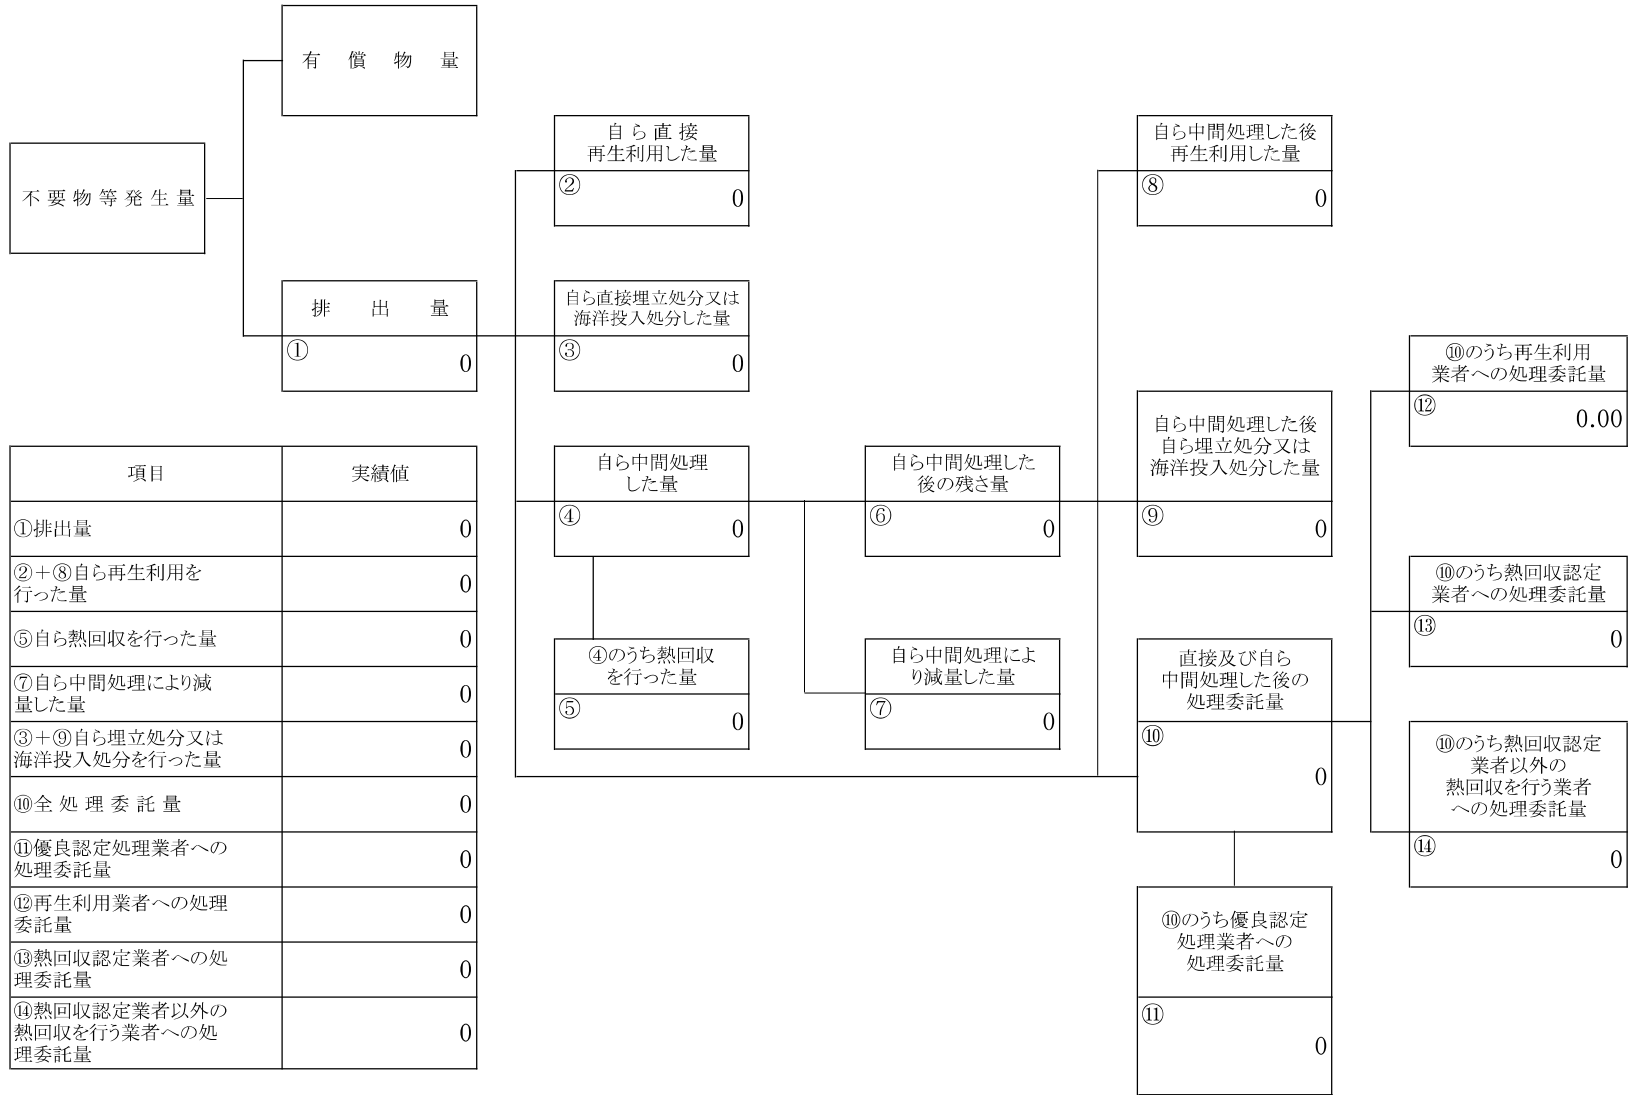 有償物量
不要物等発生量
排出量
①
0
自ら直接
再生利用した量
②
0
自ら直接埋立処分又は
海洋投入処分した量
③
0
自ら中間処理
した量
④
0
④のうち熱回収
を行った量
⑤
0
自ら中間処理した
後の残さ量
⑥
0
自ら中間処理によ
り減量した量
⑦
0
自ら中間処理した後
再生利用した量
⑧
0
自ら中間処理した後
自ら埋立処分又は
海洋投入処分した量
⑨
0
直接及び自ら
中間処理した後の
処理委託量
⑩
0
⑩のうち優良認定
処理業者への
処理委託量
⑪
0
⑩のうち再生利用
業者への処理委託量
⑫
0.00
⑩のうち熱回収認定
業者への処理委託量
⑬
0
⑩のうち熱回収認定
業者以外の
熱回収を行う業者
への処理委託量
⑭
0
項目 実績値
①排出量 0
②+⑧自ら再生利用を
行った量 0
⑤自ら熱回収を行った量 0
⑦自ら中間処理により減
量した量 0
③+⑨自ら埋立処分又は
海洋投入処分を行った量 0
⑩全処理委託量 0
⑪優良認定処理業者への
処理委託量 0
⑫再生利用業者への処理
委託量 0
⑬熱回収認定業者への処
理委託量 0
⑭熱回収認定業者以外の
熱回収を行う業者への処
理委託量 0